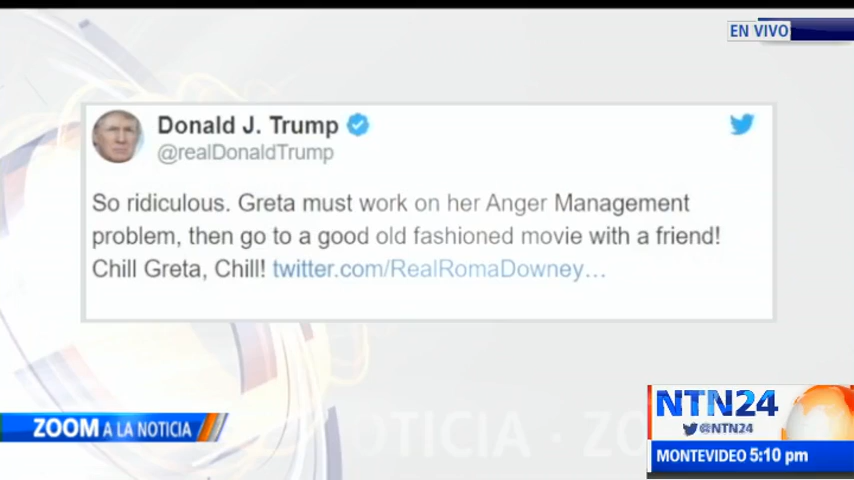 EN VIVO
Donald J. Trump
@realDonaldTrump
So ridiculous. Greta must work on her Anger Management
problem, then go to a good old fashioned movie with a friend!
Chill Greta, Chill! twitter.com/RealRomaDowney…
ZOOM A LA NOTICIA
OTICIA · ZO
NTN24
@NTN24
MONTEVIDEO 5:10 pm